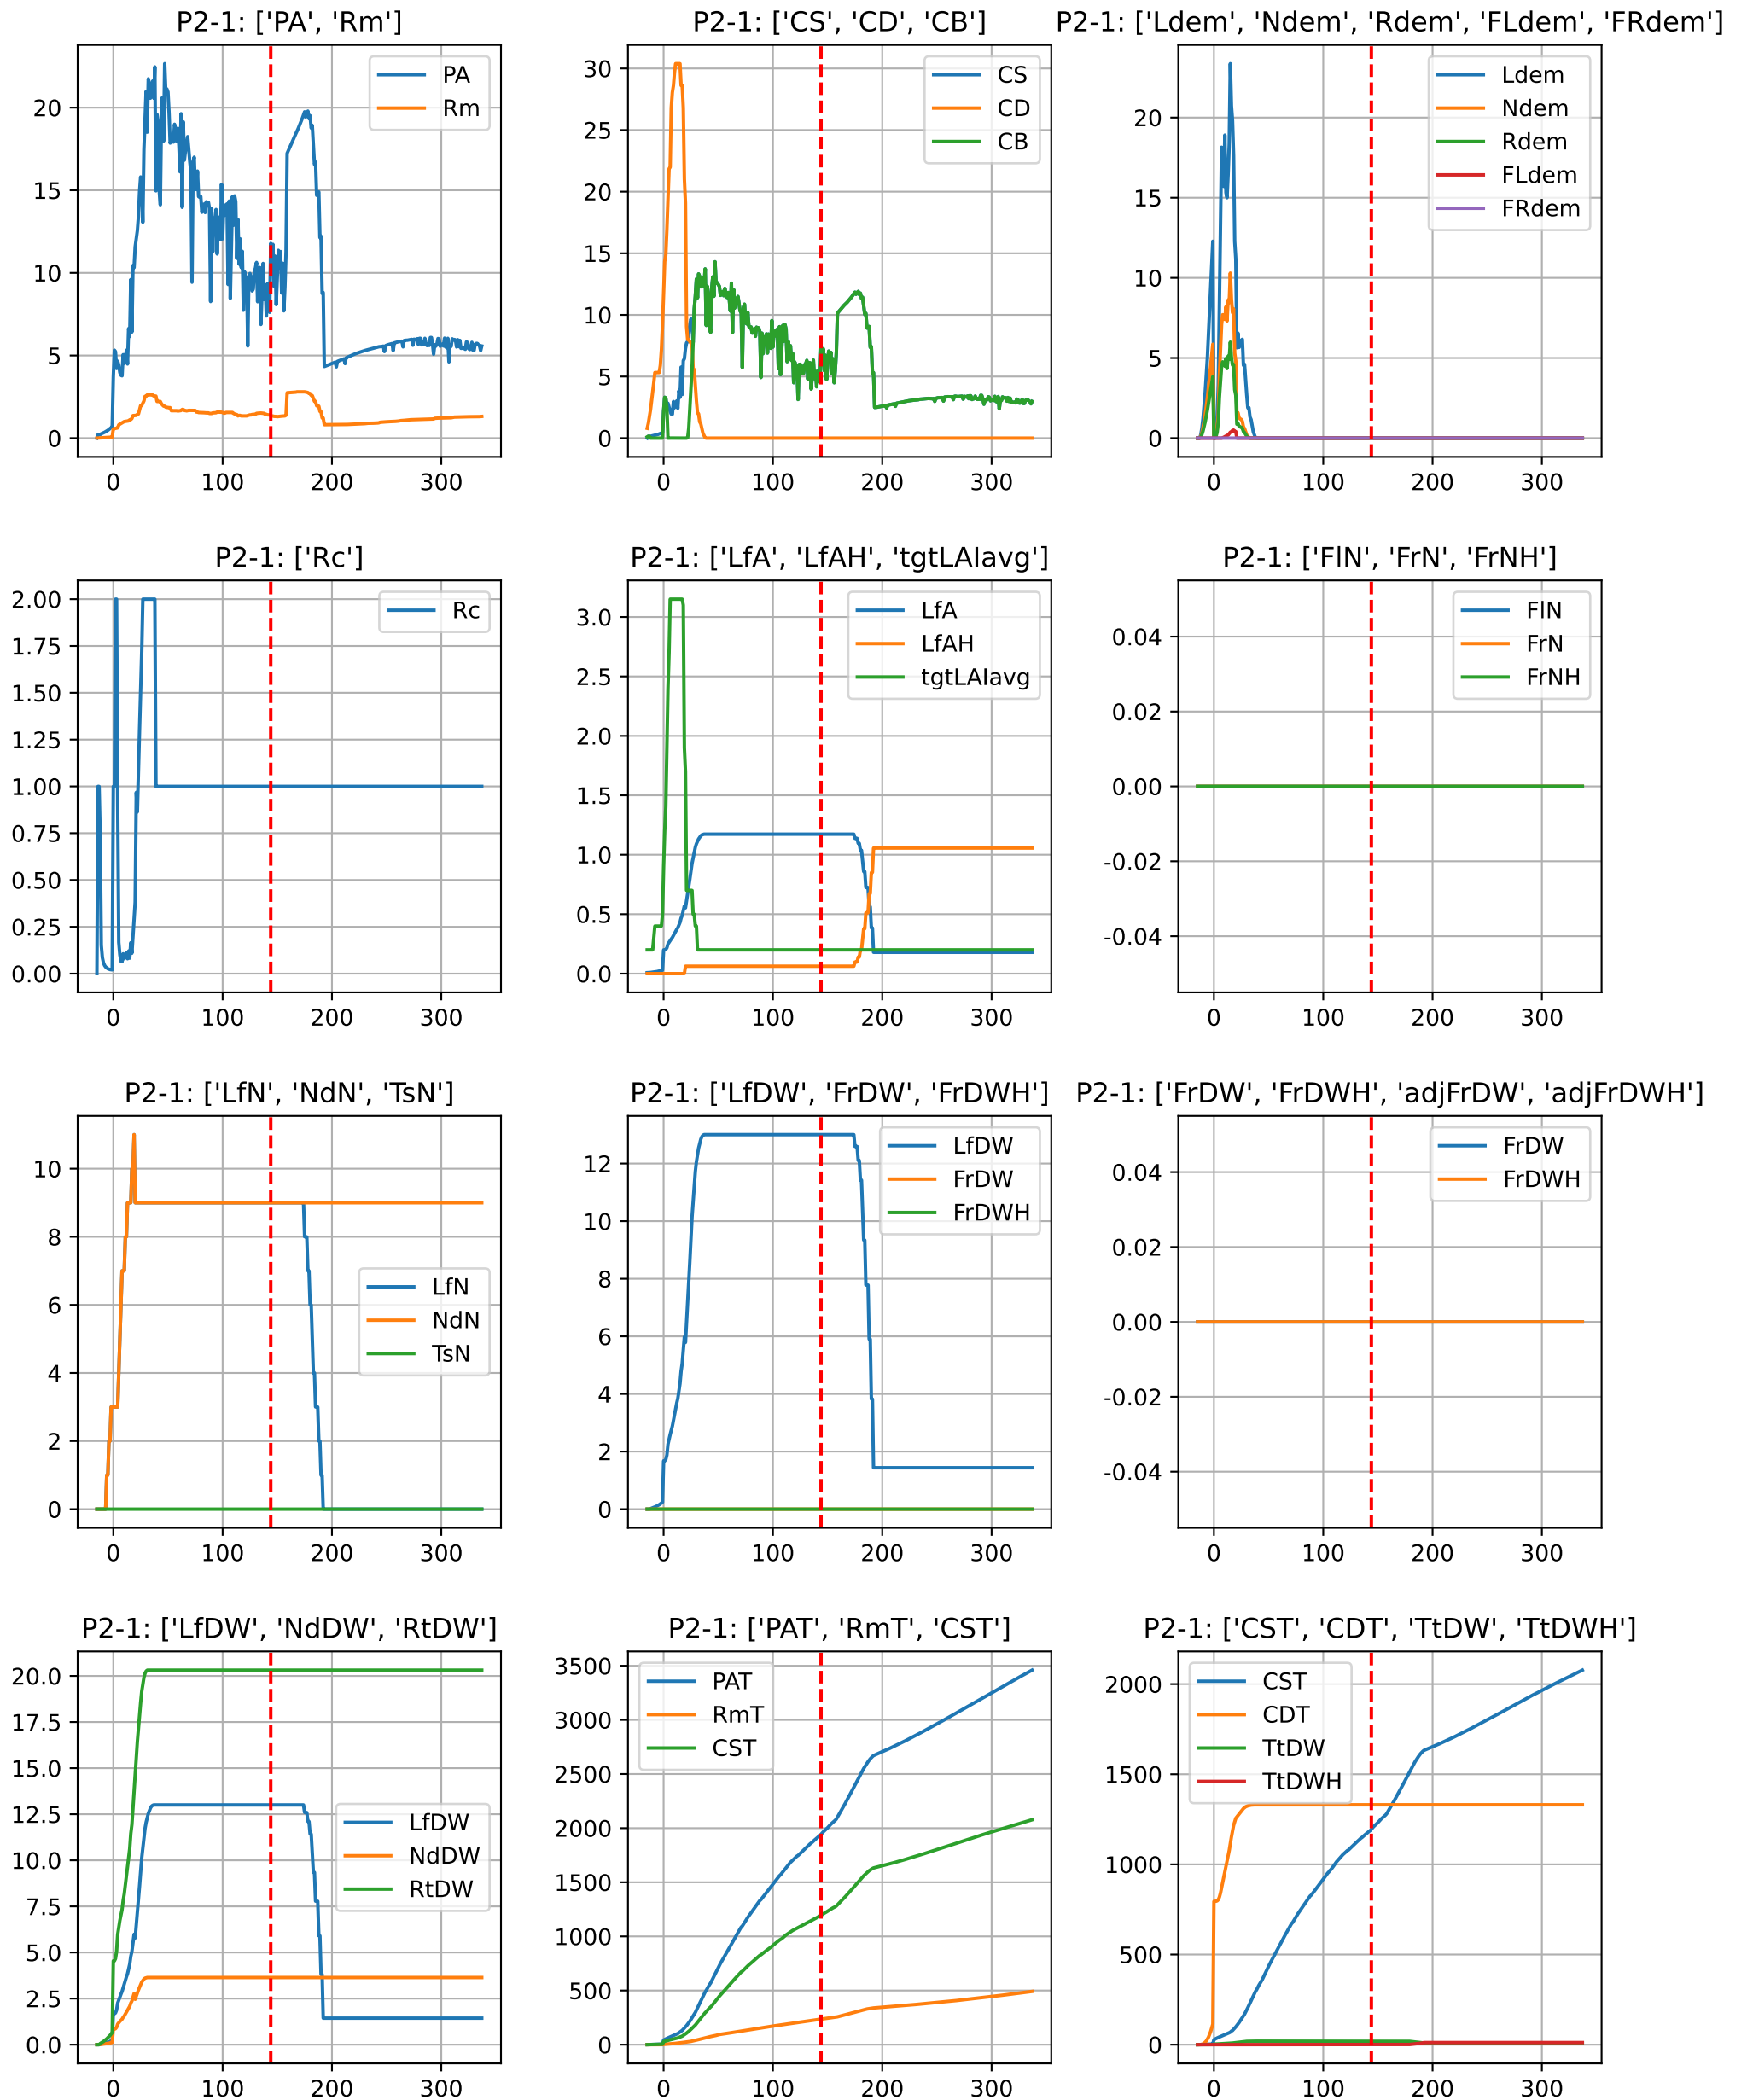 P2-1: ['PA', 'Rm']
20
15
10
5
0
0 100 200 300
PA
Rm
P2-1: ['CS', 'CD', 'CB']
30
25
20
15
10
5
0
0 100 200 300
CS
CD
CB
P2-1: ['Ldem', 'Ndem', 'Rdem', 'FLdem', 'FRdem']
20
15
10
5
0
0 100 200 300
Ldem
Ndem
Rdem
FLdem
FRdem
P2-1: ['Rc']
2.00
1.75
1.50
1.25
1.00
0.75
0.50
0.25
0.00
0 100 200 300
Rc
P2-1: ['LfA', 'LfAH', 'tgtLAIavg']
3.0
2.5
2.0
1.5
1.0
0.5
0.0
0 100 200 300
LfA
LfAH
tgtLAIavg
P2-1: ['FlN', 'FrN', 'FrNH']
0.04
0.02
0.00
-0.02
-0.04
0 100 200 300
FlN
FrN
FrNH
P2-1: ['LfN', 'NdN', 'TsN']
10
8
6
4
2
0
0 100 200 300
LfN
NdN
TsN
P2-1: ['LfDW', 'FrDW', 'FrDWH']
12
10
8
6
4
2
0
0 100 200 300
LfDW
FrDW
FrDWH
P2-1: ['FrDW', 'FrDWH', 'adjFrDW', 'adjFrDWH']
0.04
0.02
0.00
-0.02
-0.04
0 100 200 300
FrDW
FrDWH
P2-1: ['LfDW', 'NdDW', 'RtDW']
20.0
17.5
15.0
12.5
10.0
7.5
5.0
2.5
0.0
0 100 200 300
LfDW
NdDW
RtDW
P2-1: ['PAT', 'RmT', 'CST']
3500
3000
2500
2000
1500
1000
500
0
0 100 200 300
PAT
RmT
CST
P2-1: ['CST', 'CDT', 'TtDW', 'TtDWH']
2000
1500
1000
500
0
0 100 200 300
CST
CDT
TtDW
TtDWH